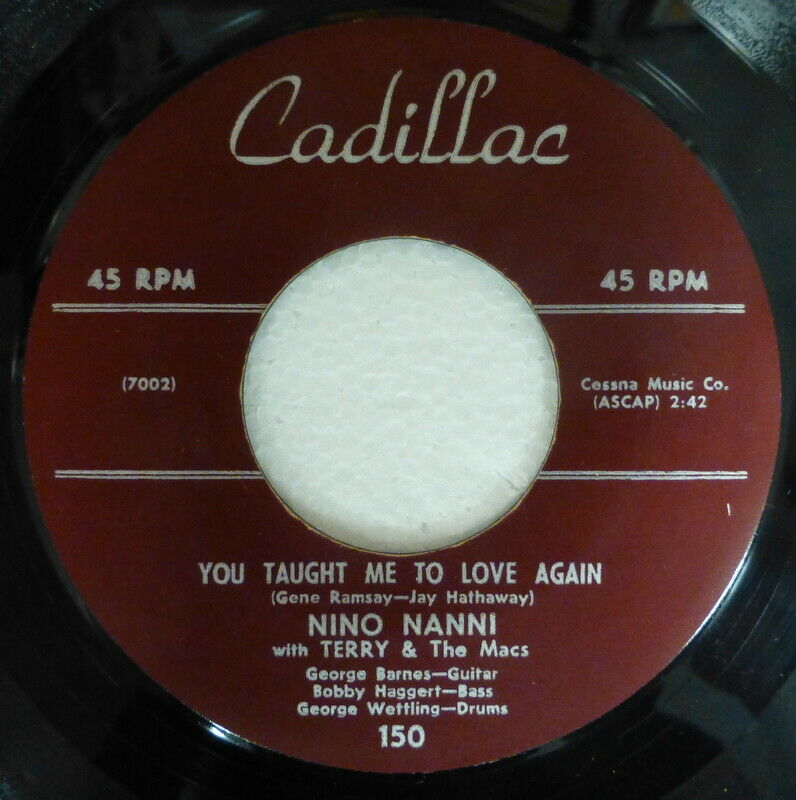 Cadillac
45 RPM
45 RPM
(7002)
Cessna Music Co.
(ASCAP) 2:42
YOU TAUGHT ME TO LOVE AGAIN
(Gene Ramsay—Jay Hathaway)
NINO NANNI
with TERRY & The Macs
George Barnes—Guitar
Bobby Haggert—Bass
George Wettling—Drums
150